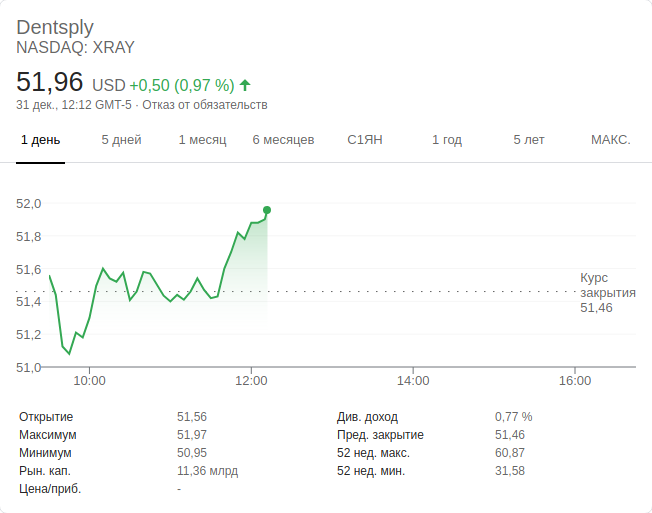 Dentsply
NASDAQ: XRAY
51,96 USD +0,50 (0,97 %)
31 дек., 12:12 GMT-5 · Отказ от обязательств
1 день 5 дней 1 месяц 6 месяцев С1ЯН 1 год 5 лет МАКС.
52,0
51,8
51,6
51,4
51,2
51,0
Курс
закрытия
51,46
10:00 12:00 14:00 16:00
Открытие 51,56 Див. доход 0,77 %
Максимум 51,97 Пред. закрытие 51,46
Минимум 50,95 52 нед. макс. 60,87
Рын. кап. 11,36 млрд 52 нед. мин. 31,58
Цена/приб. -